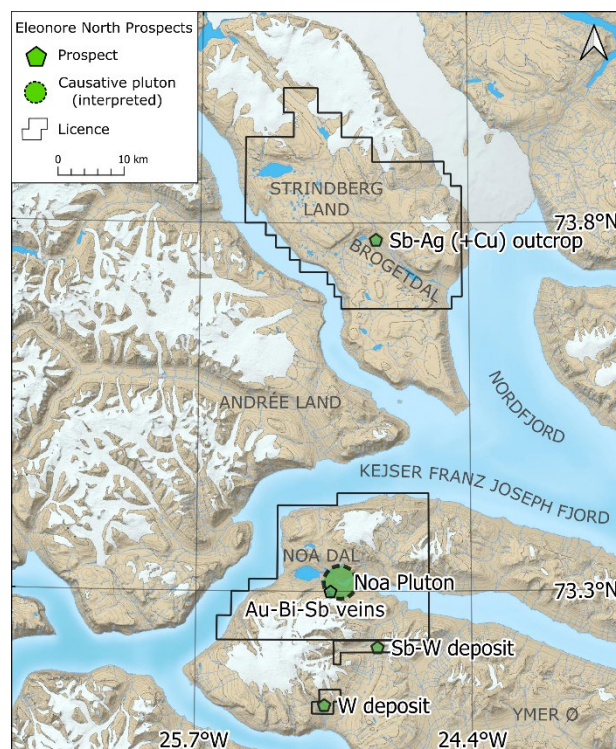 Eleonore North Prospects
Prospect
Causative pluton
(interpreted)
Licence
0
10 km
STRINDBERG
LAND
73.8°N
Sb-Ag (+Cu) outcrop
BROGETDAL
ANDRÉE LAND
NORDFJORD
KEJSER FRANZ JOSEPH FJORD
NOA DAL
Noa Pluton
73.3°N
Au-Bi-Sb veins
Sb-W deposit
W deposit
YMER Ø
25.7°W
24.4°W